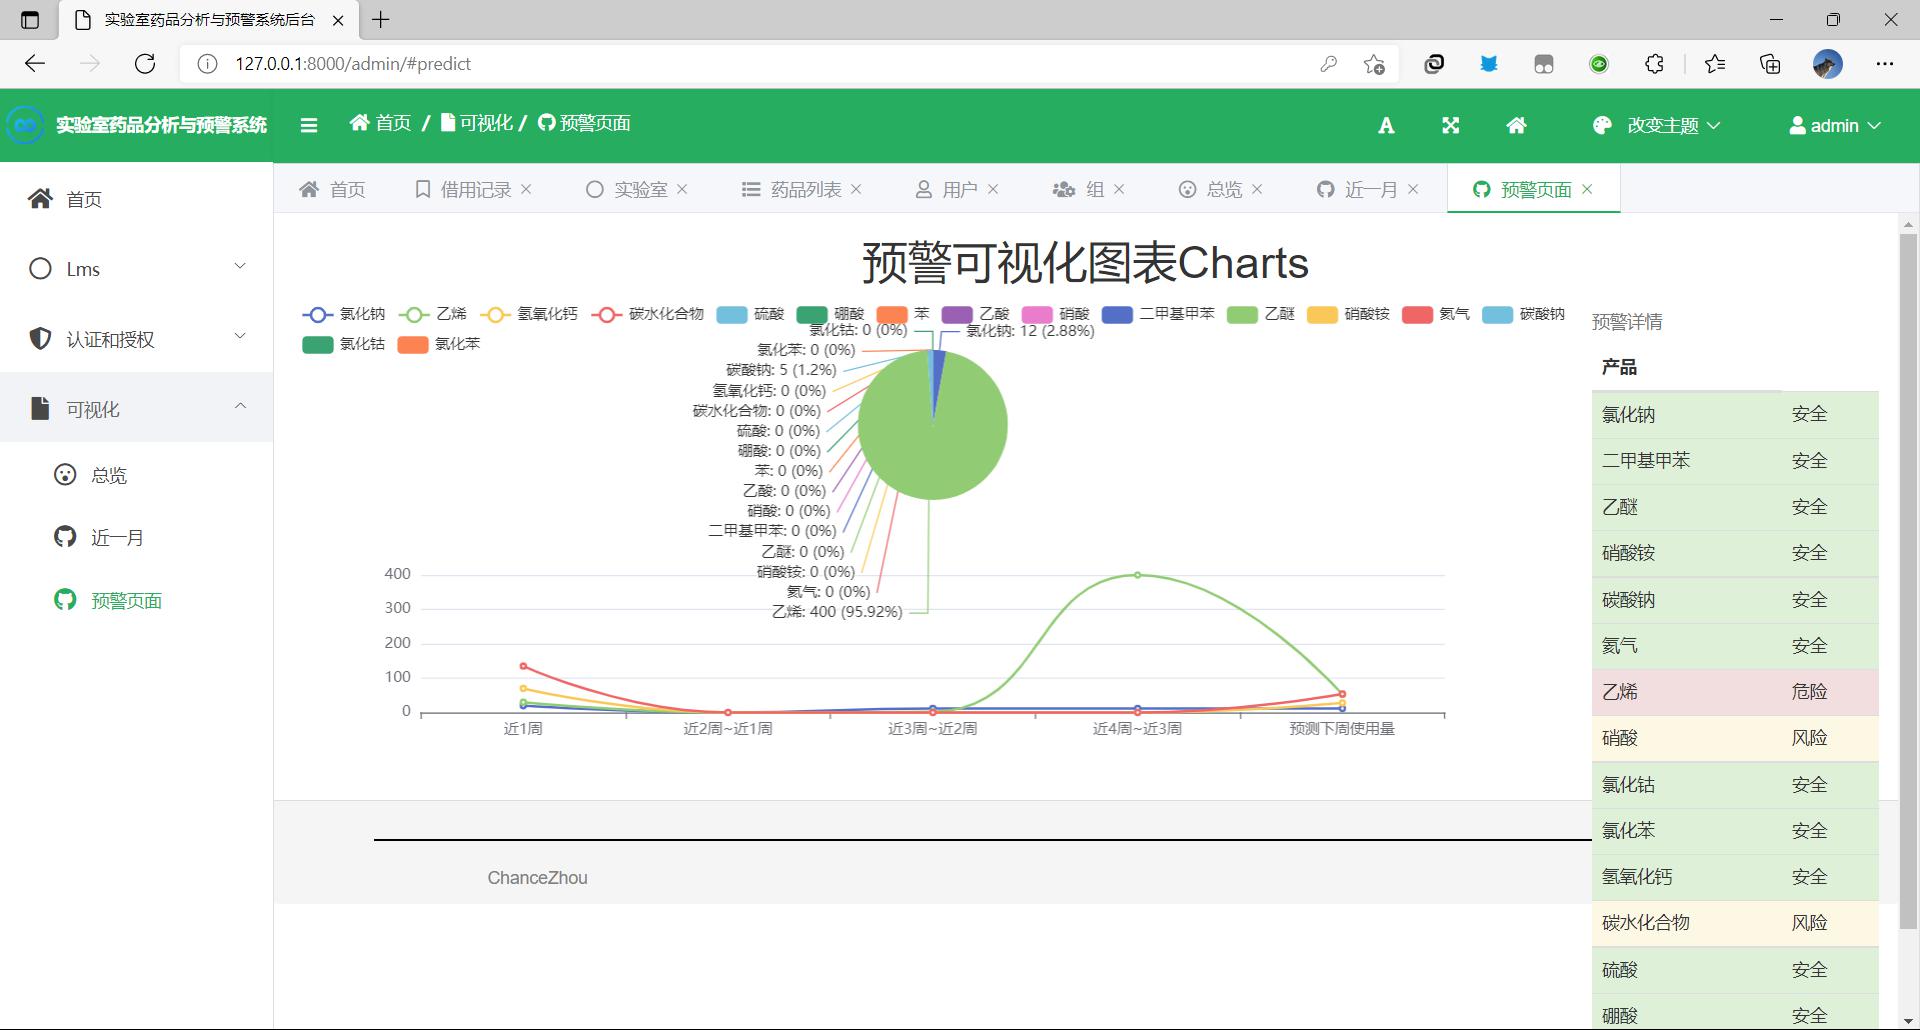 实验室药品分析与预警系统后台
127.0.0.1:8000/admin/#predict
实验室药品分析与预警系统
首页 / 可视化 / 预警页面
A
改变主题
admin
首页
Lms
认证和授权
可视化
总览
近一月
预警页面
首页 借用记录 实验室 药品列表 用户 组 总览 近一月 预警页面
预警可视化图表Charts
氯化钠 乙烯 氢氧化钙 碳水化合物 硫酸 硼酸 苯 乙酸 硝酸 二甲基甲苯 乙醚 硝酸铵 氦气 碳酸钠
氯化钴 氯化苯
氯化钴: 0 (0%)
氯化钠: 12 (2.88%)
氯化苯: 0 (0%)
碳酸钠: 5 (1.2%)
氢氧化钙: 0 (0%)
碳水化合物: 0 (0%)
硫酸: 0 (0%)
硼酸: 0 (0%)
苯: 0 (0%)
乙酸: 0 (0%)
硝酸: 0 (0%)
二甲基甲苯: 0 (0%)
乙醚: 0 (0%)
硝酸铵: 0 (0%)
氦气: 0 (0%)
乙烯: 400 (95.92%)
400
300
200
100
0
近1周 近2周~近1周 近3周~近2周 近4周~近3周 预测下周使用量
预警详情
产品
氯化钠 安全
二甲基甲苯 安全
乙醚 安全
硝酸铵 安全
碳酸钠 安全
氦气 安全
乙烯 危险
硝酸 风险
氯化钴 安全
氯化苯 安全
氢氧化钙 安全
碳水化合物 风险
硫酸 安全
硼酸 安全
ChanceZhou